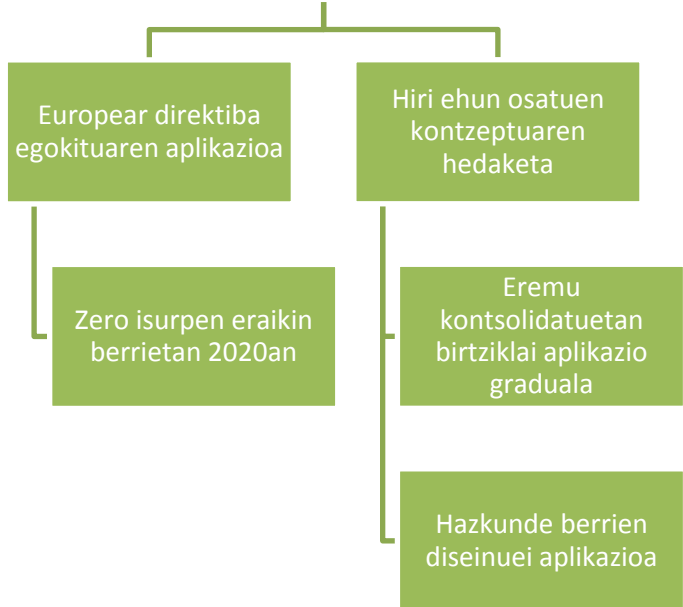 Europear direktiba
egokituaren aplikazioa
Hiri ehun osatuen
kontzeptuaren
hedaketa
Zero isurpen eraikin
berrietan 2020an
Eremu
kontsolidatuetan
birtziklai aplikazio
graduala
Hazkunde berrien
diseinuei aplikazioa